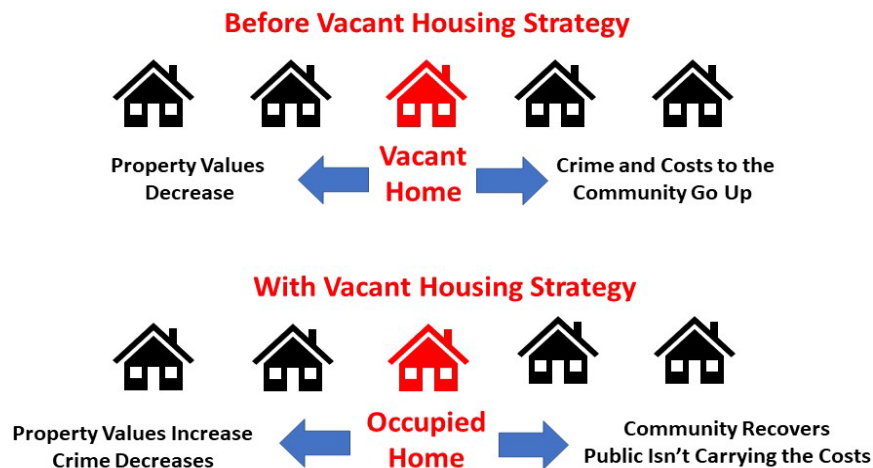 Before Vacant Housing Strategy
Property Values
Decrease
Vacant
Home
Crime and Costs to the
Community Go Up
With Vacant Housing Strategy
Property Values Increase
Crime Decreases
Occupied
Home
Community Recovers
Public Isn't Carrying the Costs